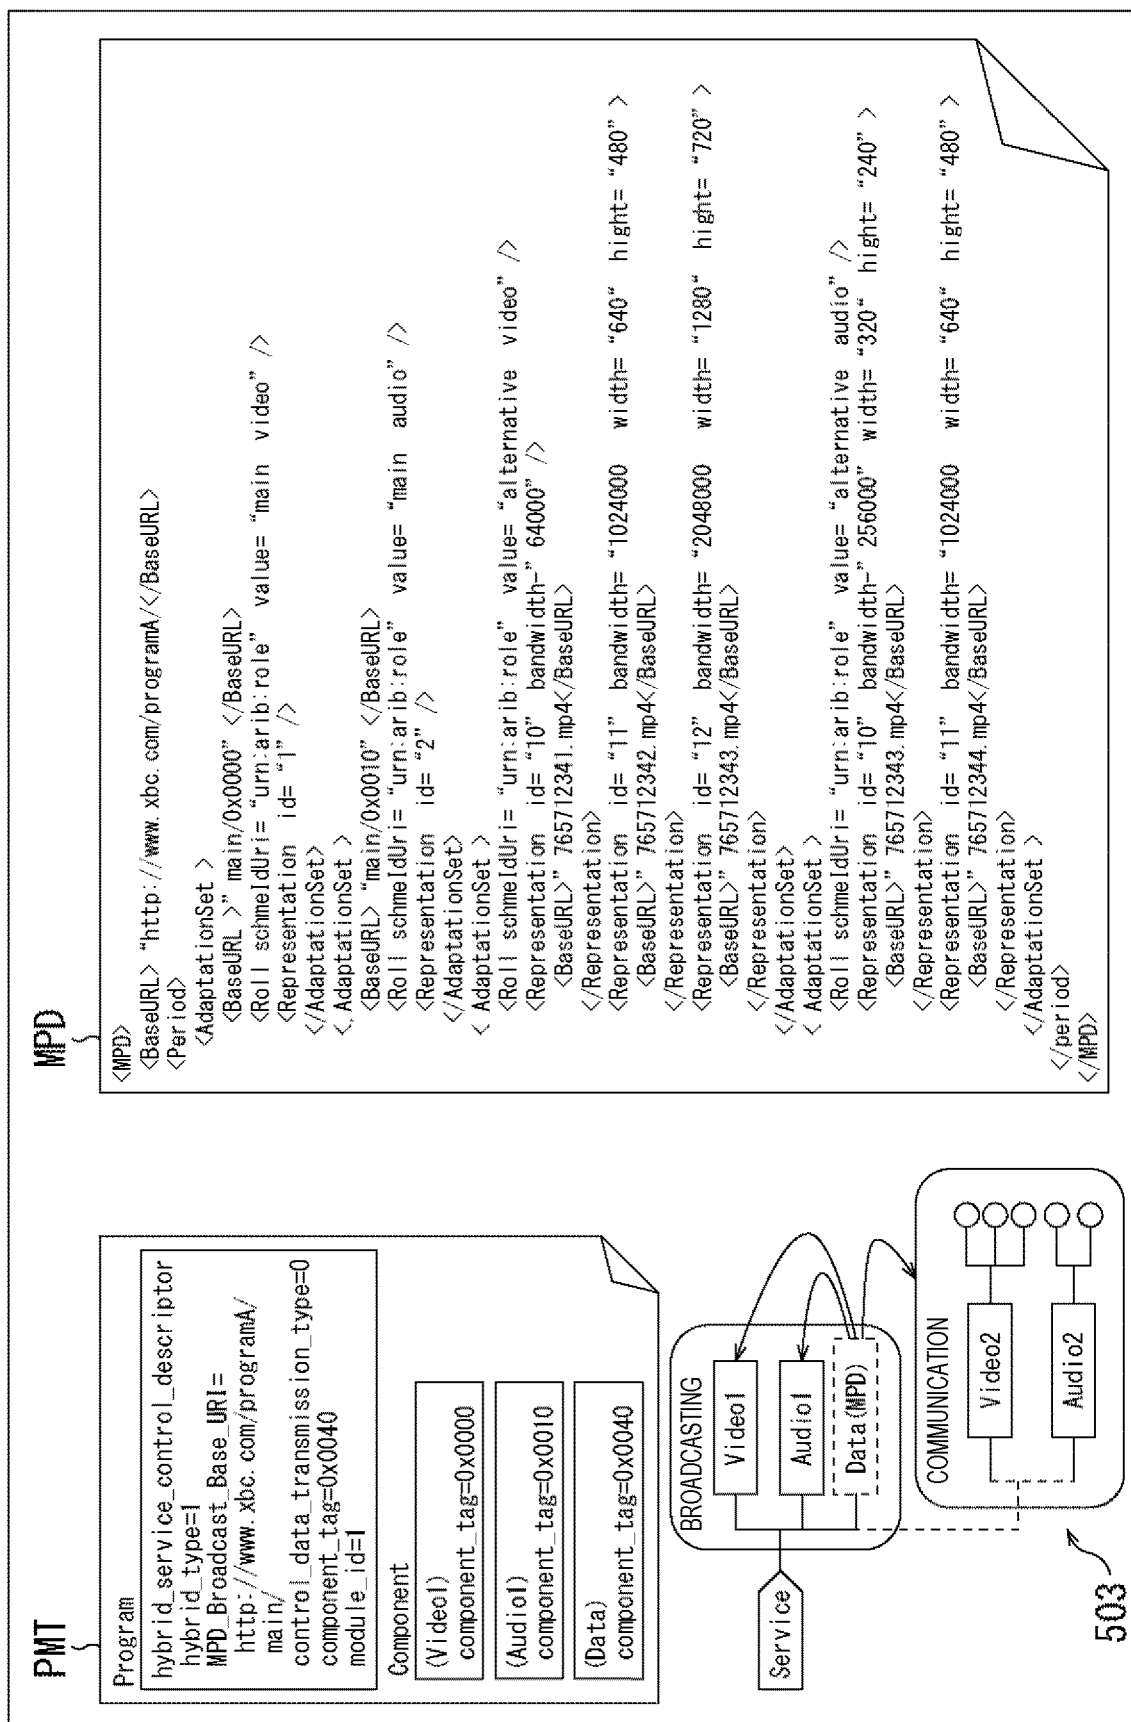 PMT
Program
hybrid_service_control_descriptor
hybrid_type=1
MPD_Broadcast_Base_URI=
http://www.xbc.com/programA/
main/
control_data_transmission_type=0
component_tag=0x0040
module_id=1
Component
(Video1)
component_tag=0x0000
(Audio1)
component_tag=0x0010
(Data)
component_tag=0x0040
Service
BROADCASTING
Video1
Audio1
Data(MPD)
COMMUNICATION
Video2
Audio2
503
MPD
<MPD>
<BaseURL> “http://www.xbc.com/programA/</BaseURL>
<Period>
<AdaptationSet >
<BaseURL >” main/0x0000” </BaseURL>
<Roll schmeIdUri= “urn:arib:role” value= “main video” />
<Representation id= “1” />
</AdaptationSet>
< AdaptationSet >
<BaseURL> “main/0x0010” </BaseURL>
<Roll schmeIdUri= “urn:arib:role” value= “main audio” />
<Representation id= “2” />
</AdaptationSet>
< AdaptationSet >
<Roll schmeIdUri= “urn:arib:role” value= “alternative video” />
<Representation id= “10” bandwidth-” 64000” />
<BaseURL>” 765712341.mp4</BaseURL>
</Representation>
<Representation id= “11” bandwidth= “1024000 width= “640“ hight= “480” >
<BaseURL>” 765712342.mp4</BaseURL>
</Representation>
<Representation id= “12” bandwidth= “2048000 width= “1280“ hight= “720” >
<BaseURL>” 765712343.mp4</BaseURL>
</Representation>
</AdaptationSet>
< AdaptationSet >
<Roll schmeIdUri= “urn:arib:role” value= “alternative audio” />
<Representation id= “10” bandwidth-” 256000” width= “320“ hight= “240” >
<BaseURL>” 765712343.mp4</BaseURL>
</Representation>
<Representation id= “11” bandwidth= “1024000 width= “640“ hight= “480” >
<BaseURL>” 765712344.mp4</BaseURL>
</Representation>
</AdaptationSet >
</period>
</MPD>